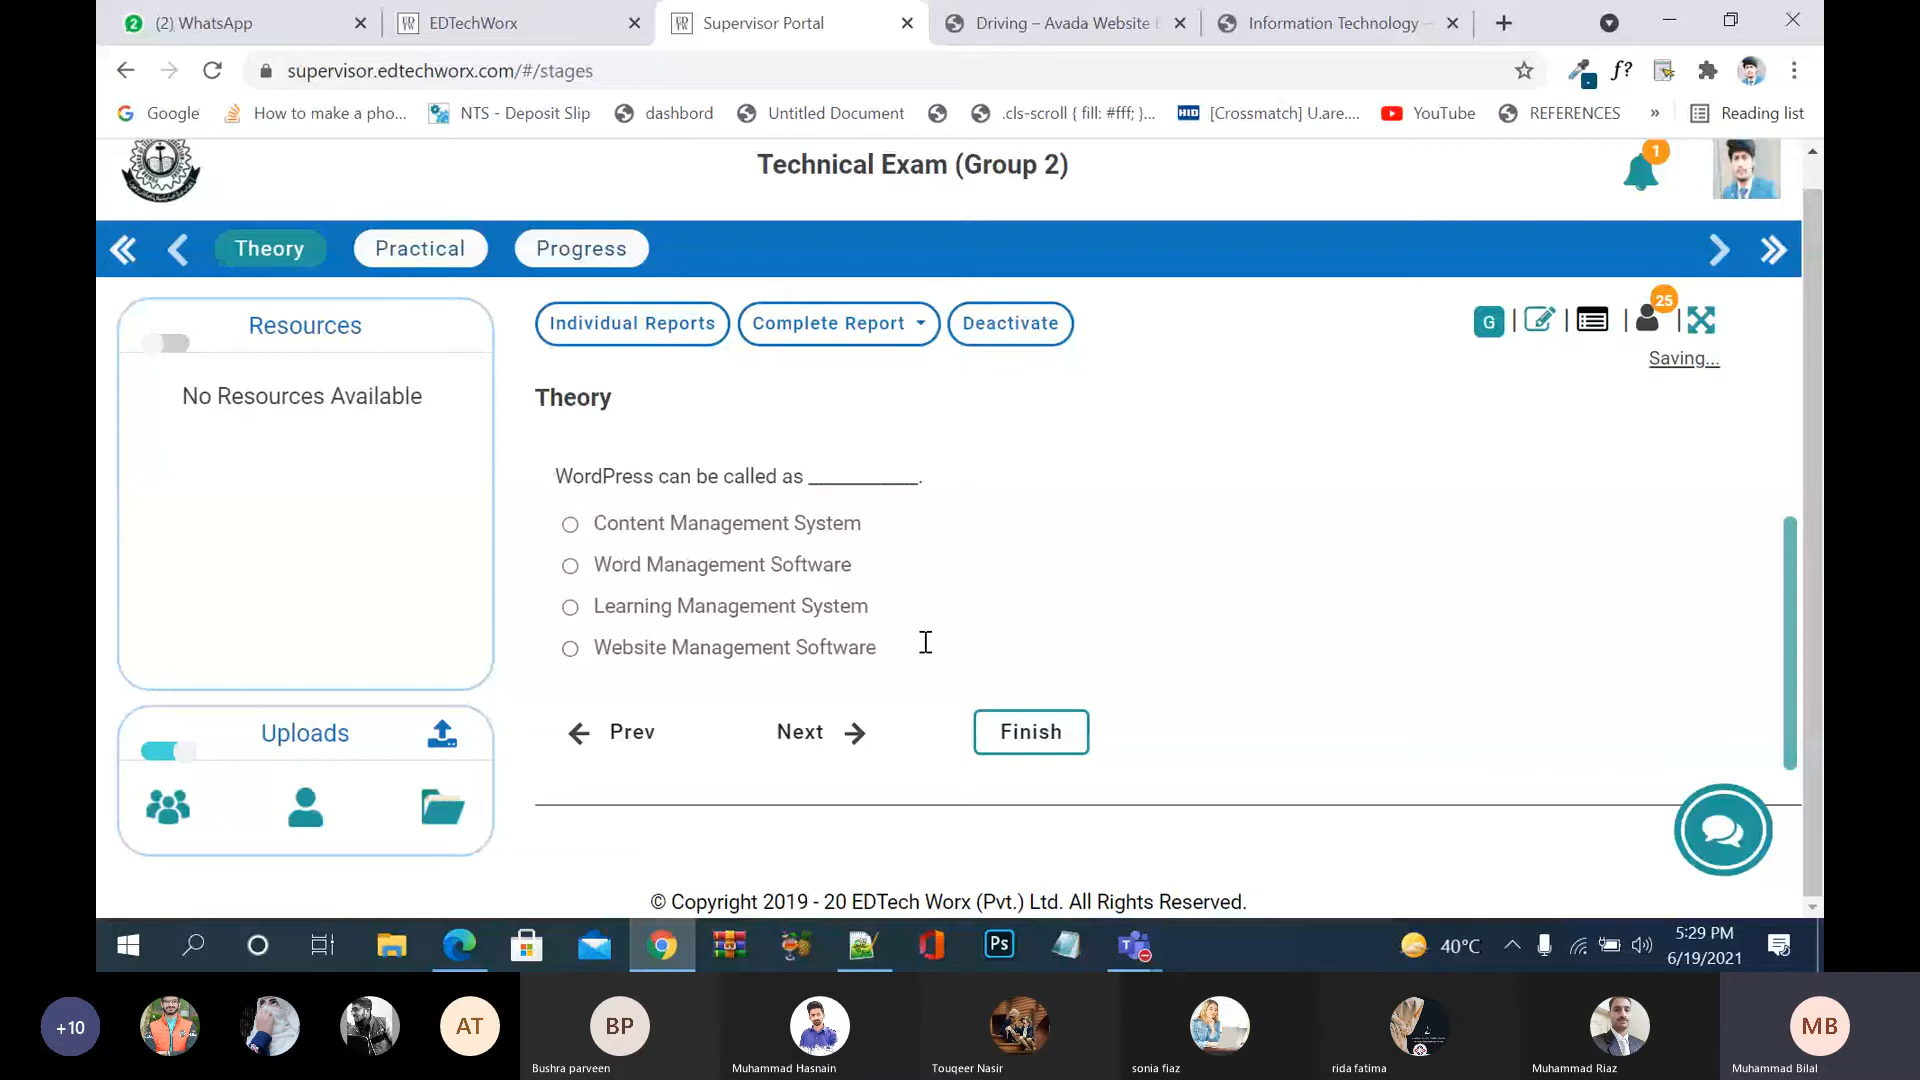 (2) WhatsApp
EDTechWorx
Supervisor Portal
Driving – Avada Website
Information Technology –
supervisor.edtechworx.com/#/stages
f?
Google
How to make a pho...
NTS - Deposit Slip
dashbord
Untitled Document
.cls-scroll { fill: #fff; }...
HID
[Crossmatch] U.are....
YouTube
REFERENCES
»
Reading list
Technical Exam (Group 2)
1
Theory
Practical
Progress
Resources
No Resources Available
Individual Reports
Complete Report
Deactivate
G
25
Saving...
Theory
WordPress can be called as ___________.
Content Management System
Word Management Software
Learning Management System
Website Management Software
Prev
Next
Finish
Uploads
© Copyright 2019 - 20 EDTech Worx (Pvt.) Ltd. All Rights Reserved.
Ps
40°C
5:29 PM
6/19/2021
+10
AT
BP
MB
Bushra parveen
Muhammad Hasnain
Touqeer Nasir
sonia fiaz
rida fatima
Muhammad Riaz
Muhammad Bilal